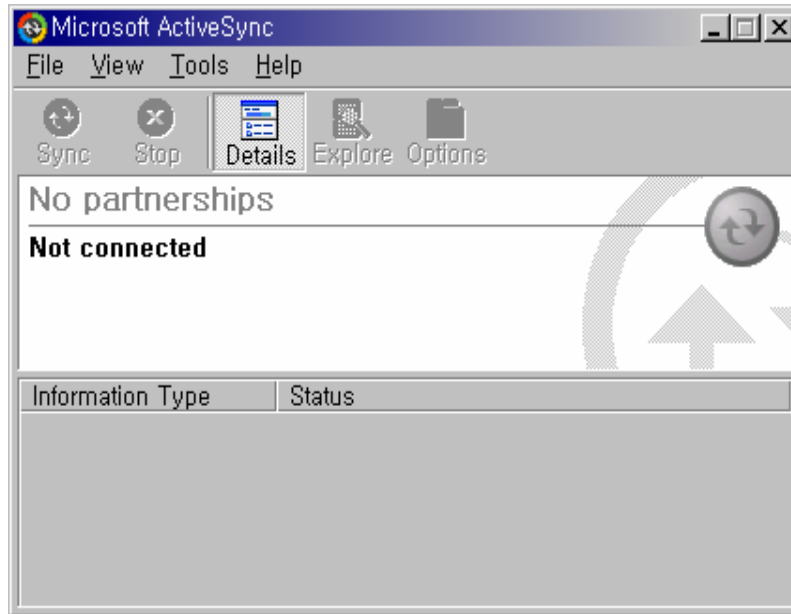 Microsoft ActiveSync
File View Tools Help
Sync Stop Details Explore Options
No partnerships
Not connected
Information Type Status